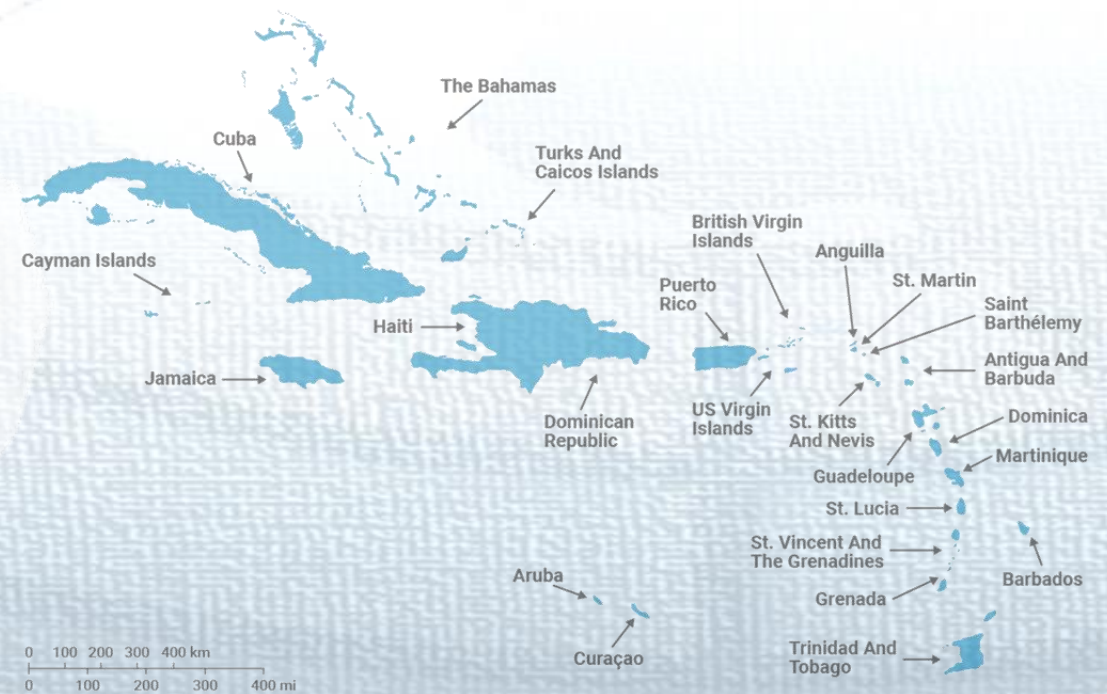 The Bahamas
Cuba
Turks And
Caicos Islands
British Virgin
Islands
Anguilla
Cayman Islands
St. Martin
Puerto
Rico
Saint
Barthélemy
Haiti
Antigua And
Barbuda
Jamaica
US Virgin
Islands
St. Kitts
And Nevis
Dominican
Republic
Dominica
Guadeloupe
Martinique
St. Lucia
St. Vincent And
The Grenadines
Aruba
Barbados
Grenada
Curaçao
Trinidad And
Tobago
0 100 200 300 400 km
0 100 200 300 400 mi